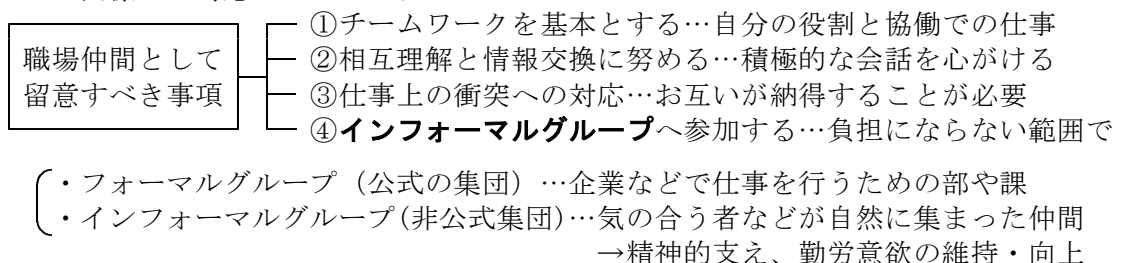 職場仲間として
留意すべき事項
①チームワークを基本とする…自分の役割と協働での仕事
②相互理解と情報交換に努める…積極的な会話を心がける
③仕事上の衝突への対応…お互いが納得することが必要
④インフォーマルグループへ参加する…負担にならない範囲で
・フォーマルグループ（公式の集団）…企業などで仕事を行うための部や課
・インフォーマルグループ(非公式集団)…気の合う者などが自然に集まった仲間
→精神的支え、勤労意欲の維持・向上